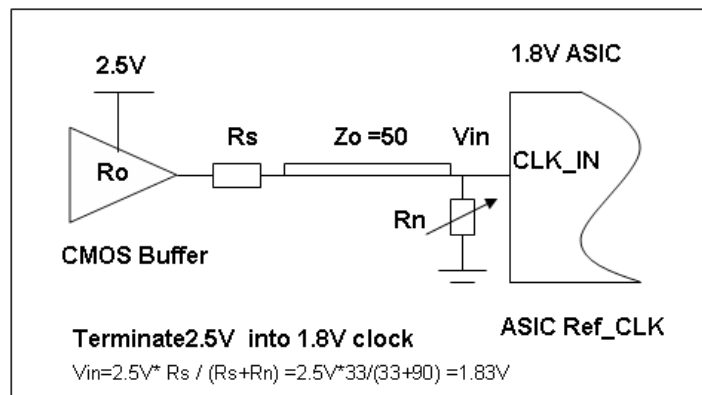 2.5V
1.8V ASIC
Rs
Zo =50
Vin
CLK_IN
Ro
Rn
CMOS Buffer
ASIC Ref_CLK
Terminate2.5V into 1.8V clock
Vin=2.5V* Rs / (Rs+Rn) =2.5V*33/(33+90) =1.83V